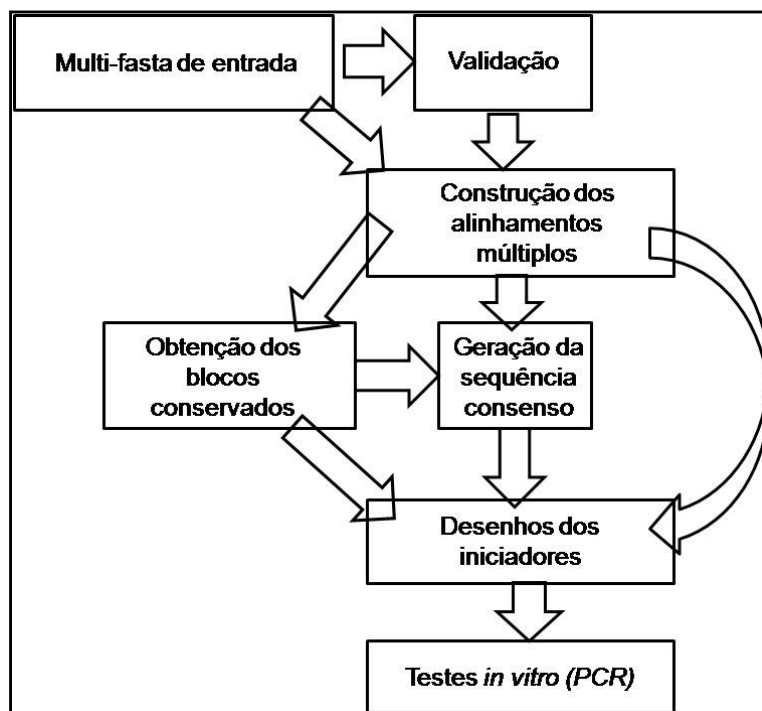 Multi-fasta de entrada
Validação
Construção dos
alinhamentos
múltiplos
Obtenção dos
blocos
conservados
Geração da
sequência
consenso
Desenhos dos
iniciadores
Testes in vitro (PCR)